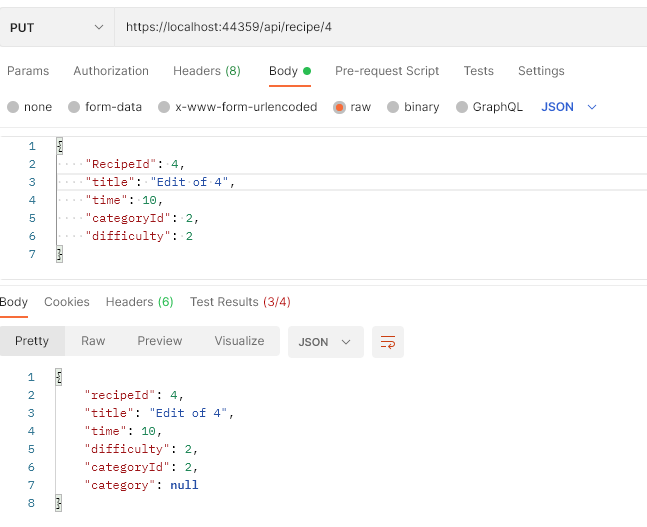 PUT https://localhost:44359/api/recipe/4
Params Authorization Headers (8) Body Pre-request Script Tests Settings
none form-data x-www-form-urlencoded raw binary GraphQL JSON
1 {
2 "RecipeId": 4,
3 "title": "Edit of 4",
4 "time": 10,
5 "categoryId": 2,
6 "difficulty": 2
7 }
Body Cookies Headers (6) Test Results (3/4)
Pretty Raw Preview Visualize JSON
1 {
2 "recipeId": 4,
3 "title": "Edit of 4",
4 "time": 10,
5 "difficulty": 2,
6 "categoryId": 2,
7 "category": null
8 }